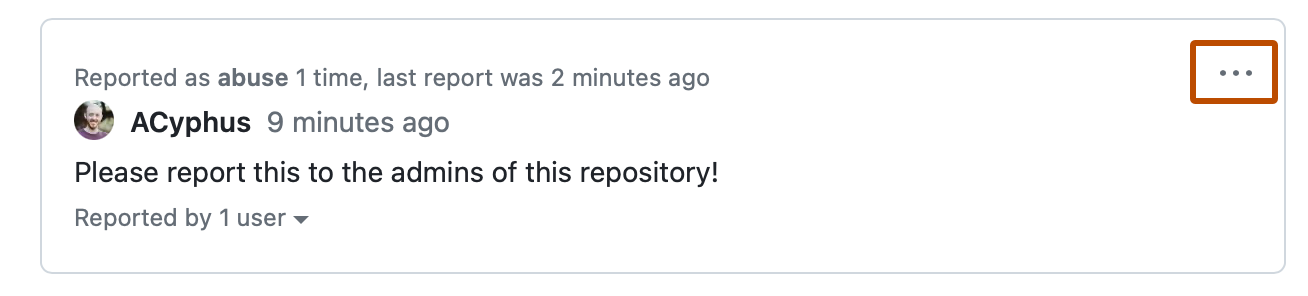 Reported as abuse 1 time, last report was 2 minutes ago
ACyphus 9 minutes ago
Please report this to the admins of this repository!
Reported by 1 user